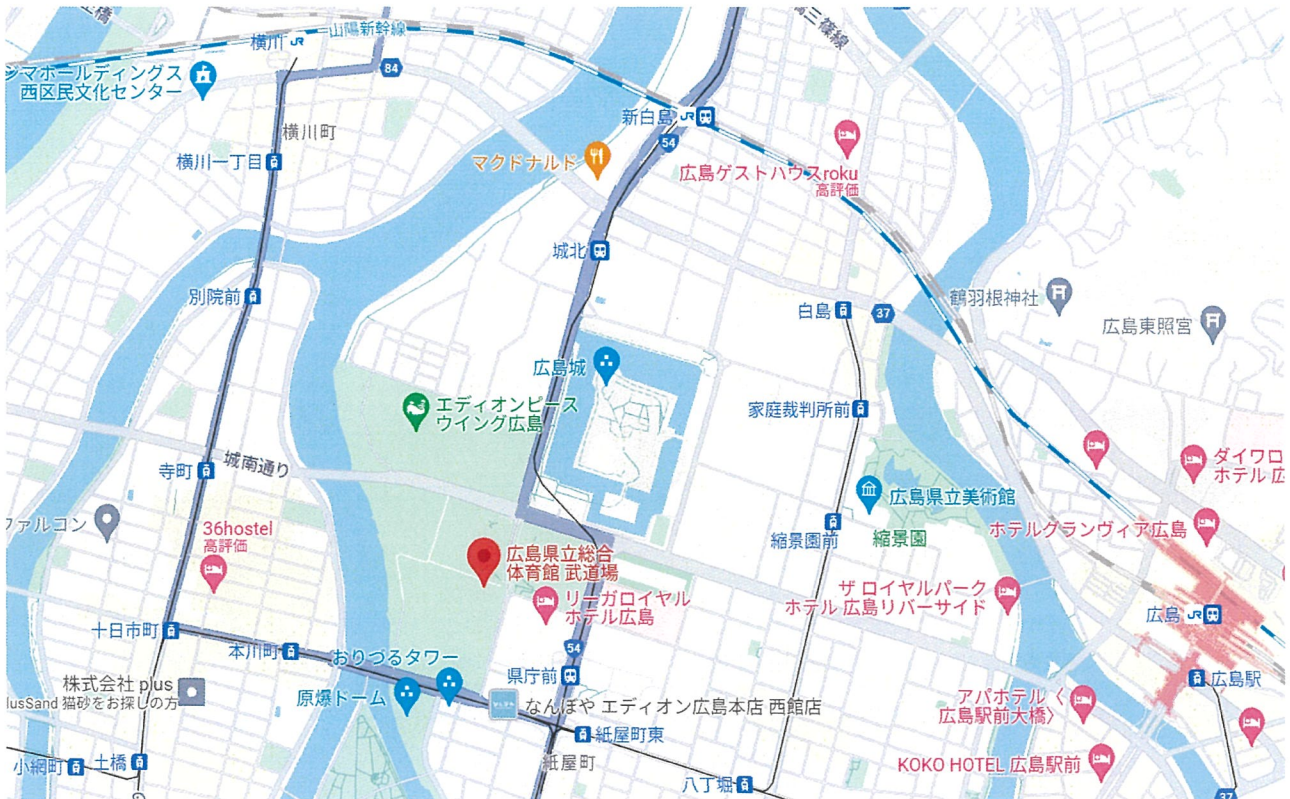 山陽新幹線
横川 JR
84
ジマホールディングス
西区民文化センター
横川町
新白島 JR
54
横川一丁目
マクドナルド
広島ゲストハウスroku
高評価
城北
別院前
白島
37
鶴羽根神社
広島東照宮
広島城
エディオンピース
ウイング広島
家庭裁判所前
寺町
城南通り
ダイワロ
ホテル 広
広島県立美術館
ファルコン
36hostel
高評価
縮景園前
縮景園
ホテルグランヴィア広島
広島県立総合
体育館 武道場
リーガロイヤル
ホテル広島
ザ ロイヤルパーク
ホテル 広島リバーサイド
広島 JR
十日市町
本川町
おりづるタワー
54
県庁前
広島駅
株式会社 plus
lusSand 猫砂をお探しの方
原爆ドーム
なんぼや エディオン広島本店 西館店
アパホテル〈
広島駅前大橋〉
紙屋町東
紙屋町
小網町
土橋
八丁堀
KOKO HOTEL 広島駅前
37